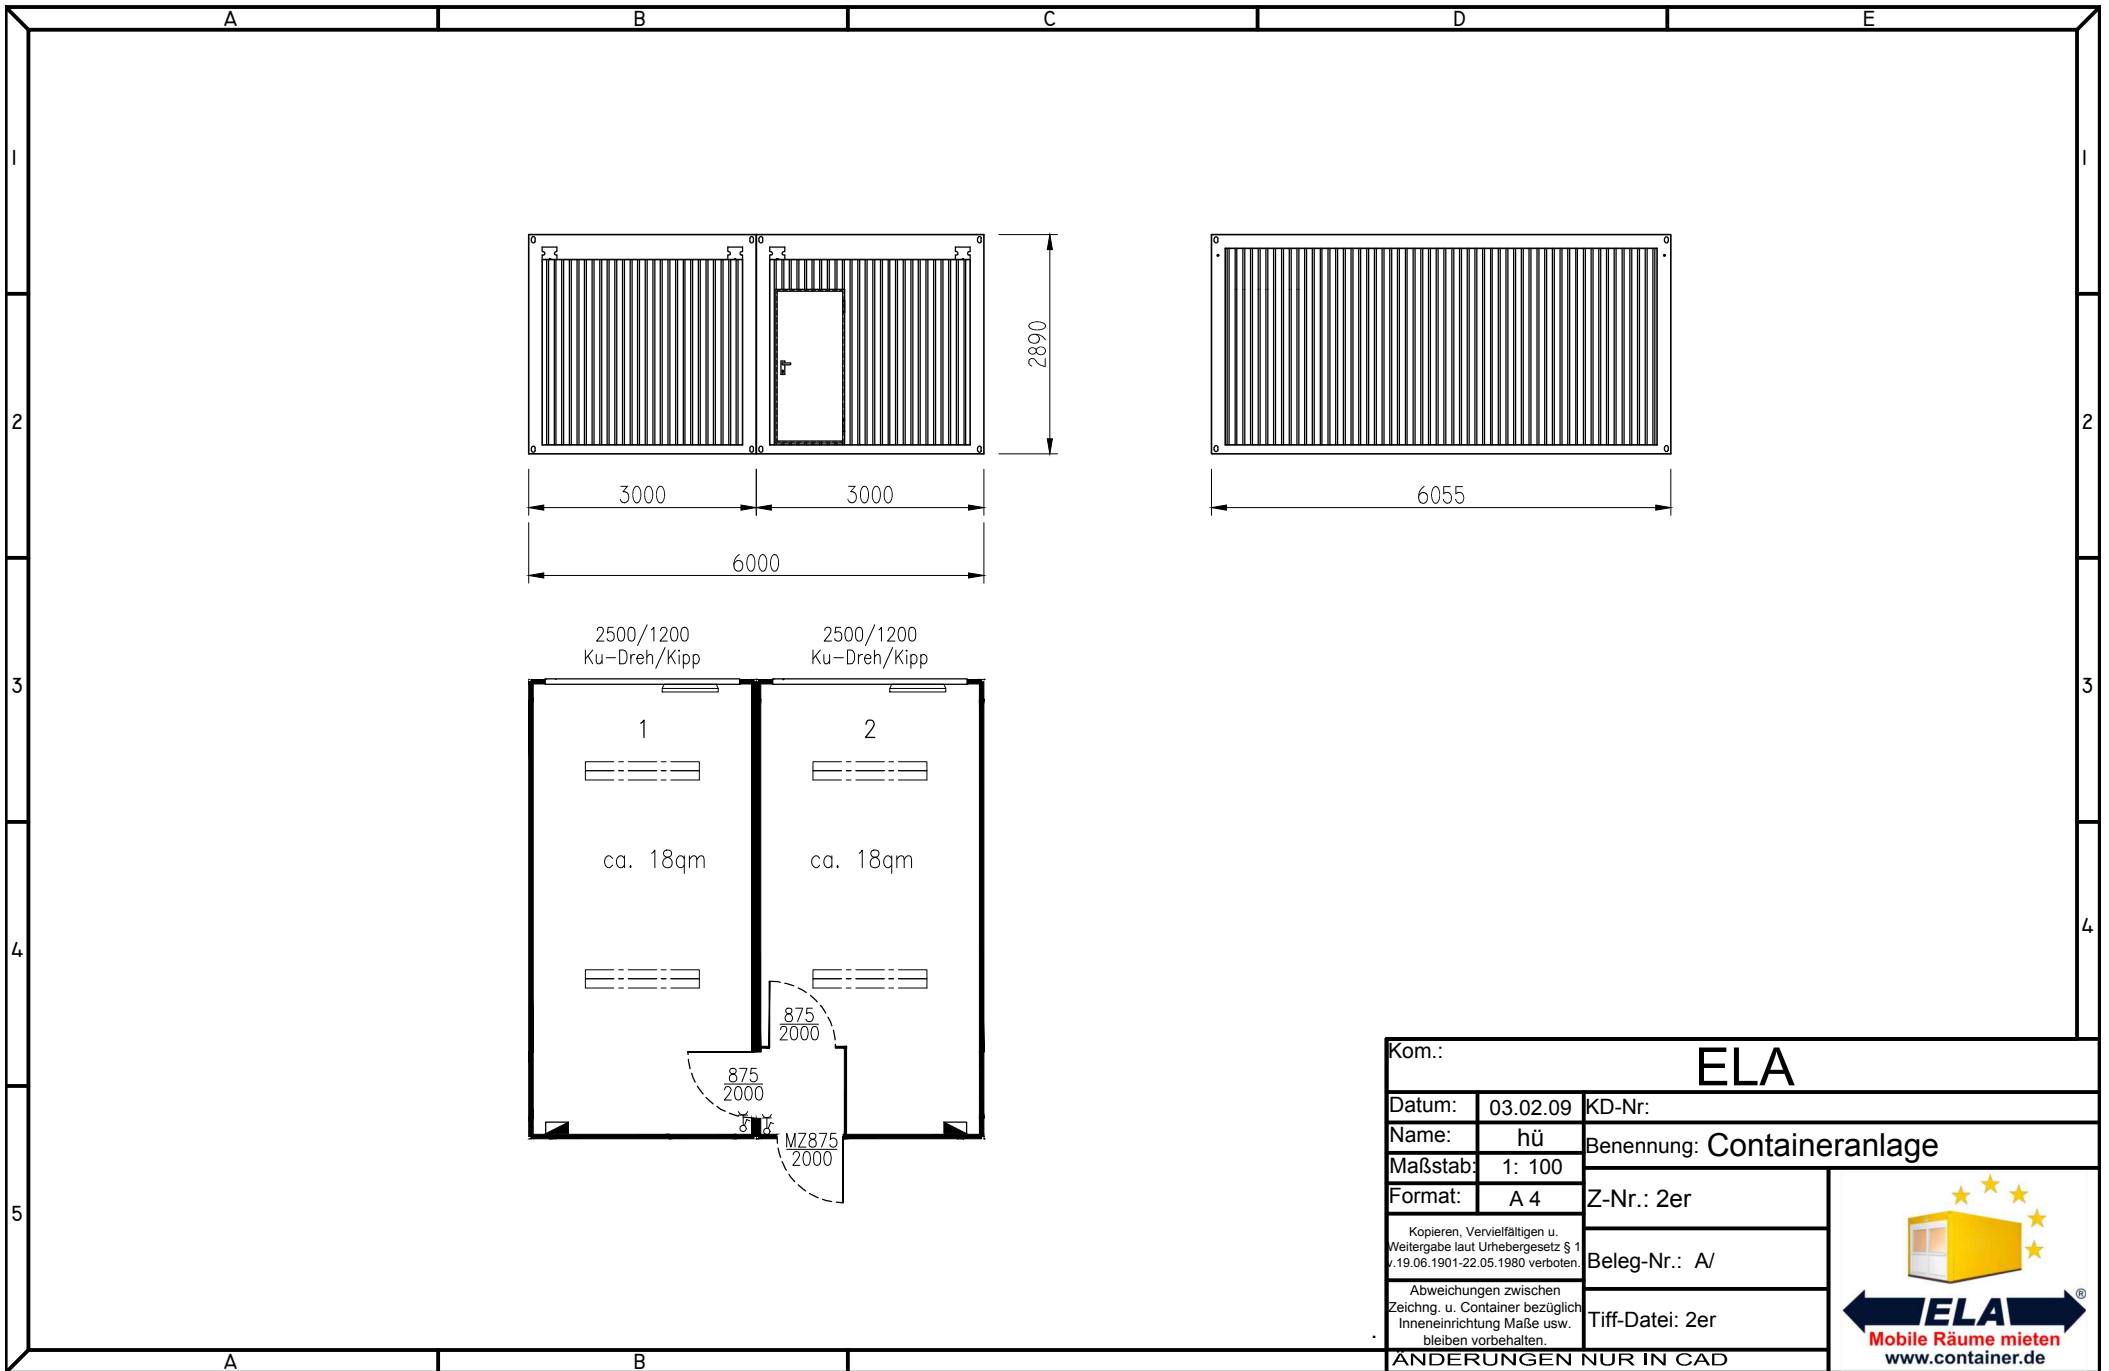 A B C D E
1 1
2 2
3 3
4 4
5
2890
3000 3000
6055
6000
2500/1200 2500/1200
Ku-Dreh/Kipp Ku-Dreh/Kipp
1 2
ca. 18qm ca. 18qm
875
2000
875
2000
MZ875
2000
Kom.: ELA
Datum: 03.02.09 KD-Nr:
Name: hü Benennung: Containeranlage
Maßstab: 1: 100
Format: A 4 Z-Nr.: 2er
Kopieren, Vervielfältigen u.
Weitergabe laut Urhebergesetz § 1
v.19.06.1901-22.05.1980 verboten.
Beleg-Nr.: A/
Abweichungen zwischen
Zeichng. u. Container bezüglich
Inneneinrichtung Maße usw.
bleiben vorbehalten.
Tiff-Datei: 2er
ELA ®
Mobile Räume mieten
www.container.de
ÄNDERUNGEN NUR IN CAD
A B